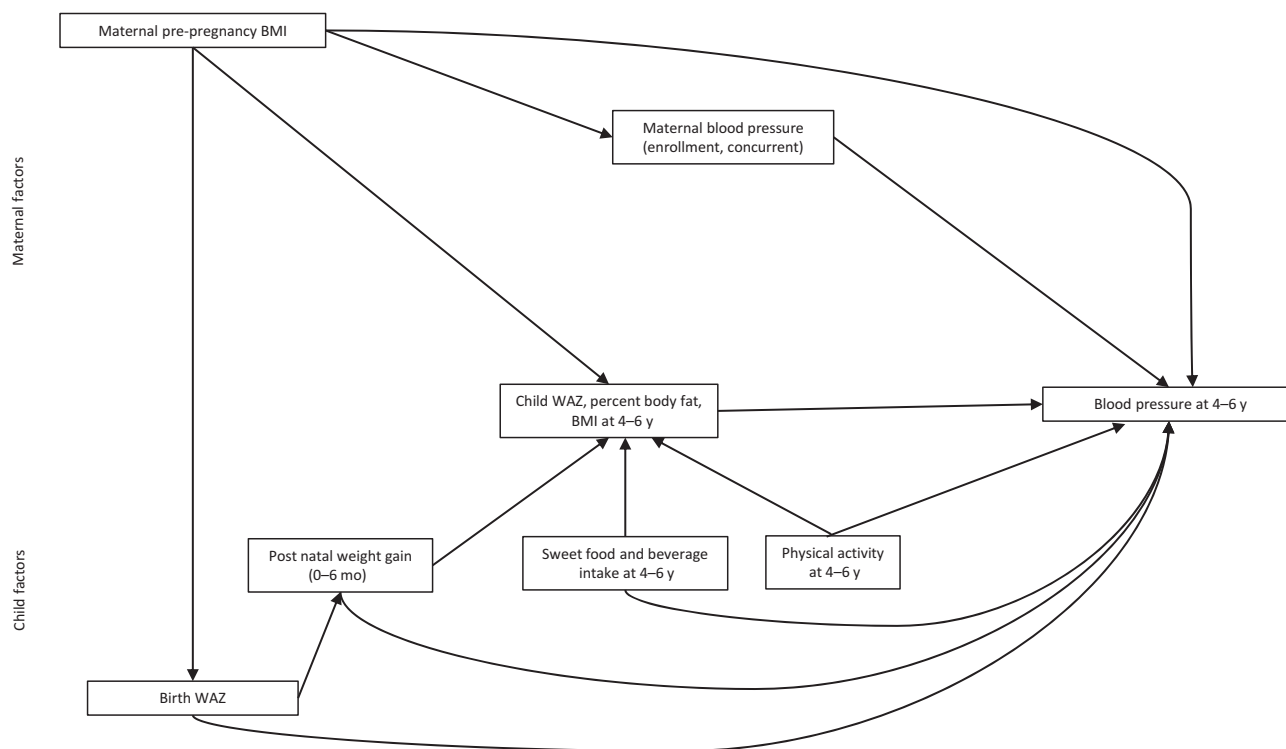 Maternal pre-pregnancy BMI
Maternal blood pressure
(enrollment, concurrent)
Maternal factors
Child WAZ, percent body fat,
BMI at 4–6 y
Blood pressure at 4–6 y
Post natal weight gain
(0–6 mo)
Sweet food and beverage
intake at 4–6 y
Physical activity
at 4–6 y
Child factors
Birth WAZ